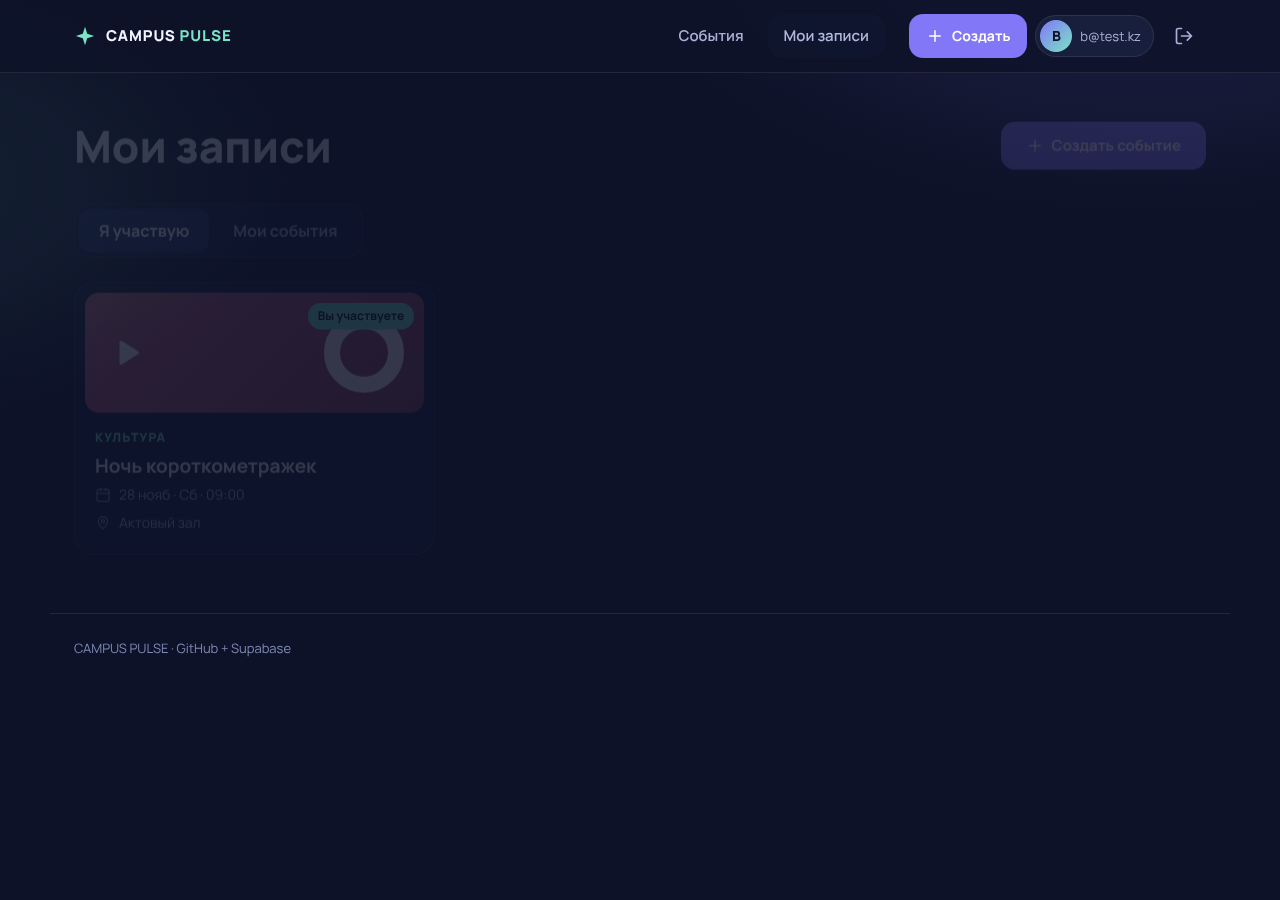 CAMPUS PULSE
События
Мои записи
Создать
B
b@test.kz
Мои записи
Создать событие
Я участвую
Мои события
Вы участвуете
КУЛЬТУРА
Ночь короткометражек
28 нояб · Сб · 09:00
Актовый зал
CAMPUS PULSE · GitHub + Supabase